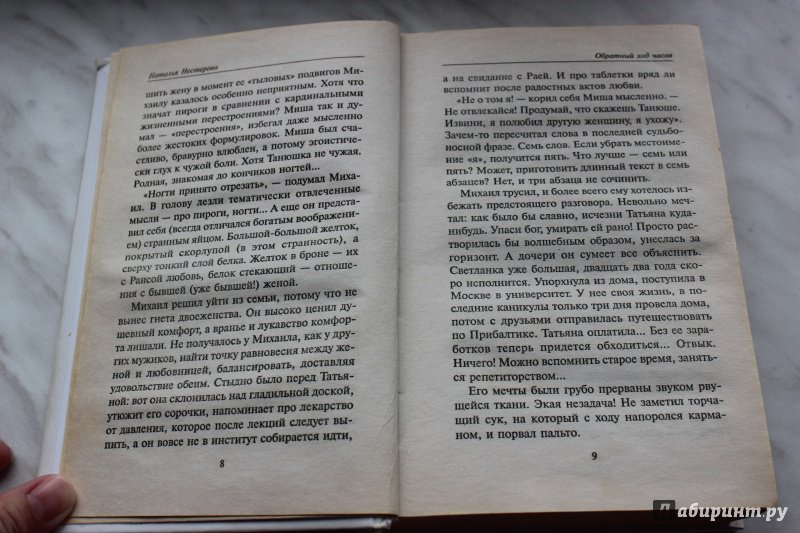 Наталья Нестерова
шить жену в момент ее «тыловых» подвигов Ми-
хаилу казалось особенно неприятным. Хотя что
значат пироги в сравнении с кардинальными
жизненными перестроениями? Миша так и ду-
мал — «перестроения», избегал даже мысленно
более жестоких формулировок. Миша был сча-
стливо, бравурно влюблен, а потому эгоистиче-
ски глух к чужой боли. Хотя Танюшка не чужая.
Родная, знакомая до кончиков ногтей...
«Ногти принято отрезать», — подумал Миха-
ил. В голову лезли тематически отвлеченные
мысли — про пироги, ногти... А еще он предста-
вил себя (всегда отличался богатым воображени-
ем) странным яйцом. Большой-большой желток,
покрытый скорлупой (в этом странность), а
сверху тонкий слой белка. Желток в броне — их
с Раисой любовь, белок стекающий — отноше-
ния с бывшей (уже бывшей!) женой.
Михаил решил уйти из семьи, потому что не
вынес гнета двоеженства. Он высоко ценил ду-
шевный комфорт, а вранье и лукавство комфор-
та лишали. Не получалось у Михаила, как у дру-
гих мужиков, найти точку равновесия между же-
ной и любовницей, балансировать, доставляя
удовольствие обеим. Стыдно было перед Татья-
ной: вот она склонилась над гладильной доской,
утюжит его сорочки, напоминает про лекарство
от давления, которое после лекций следует вы-
пить, а он вовсе не в институт собирается идти,
8
Обратный ход часов
а на свидание с Раей. И про таблетки вряд ли
вспомнит после радостных актов любви.
«Не о том я! — корил себя Миша мысленно. —
Не отвлекайся! Продумай, что скажешь Танюше.
Извини, я полюбил другую женщину, я ухожу».
Зачем-то пересчитал слова в последней судьбо-
носной фразе. Семь слов. Если убрать местоиме-
ние «я», получится пять. Что лучше — семь или
пять? Может, приготовить длинный текст в семь
абзацев? Нет, и три абзаца не сочинить.
Михаил трусил, и более всего ему хотелось из-
бежать предстоящего разговора. Невольно меч-
тал: как было бы славно, исчезни Татьяна куда-
нибудь. Упаси бог, умирать ей рано! Просто рас-
творилась бы волшебным образом, унеслась за
горизонт. А дочери он сумеет все объяснить.
Светланка уже большая, двадцать два года ско-
ро исполнится. Упорхнула из дома, поступила в
Москве в университет. У нее своя жизнь, в по-
следние каникулы только три дня провела дома,
потом с друзьями отправилась путешествовать
по Прибалтике. Татьяна оплатила... Без ее зара-
ботков теперь придется обходиться... Отвык.
Ничего! Можно вспомнить старое время, занять-
ся репетиторством...
Его мечты были грубо прерваны звуком рву-
щейся ткани. Экая незадача! Не заметил торча-
щий сук, на который с ходу напоролся карма-
ном, и порвал пальто.
9
Лабиринт.ру